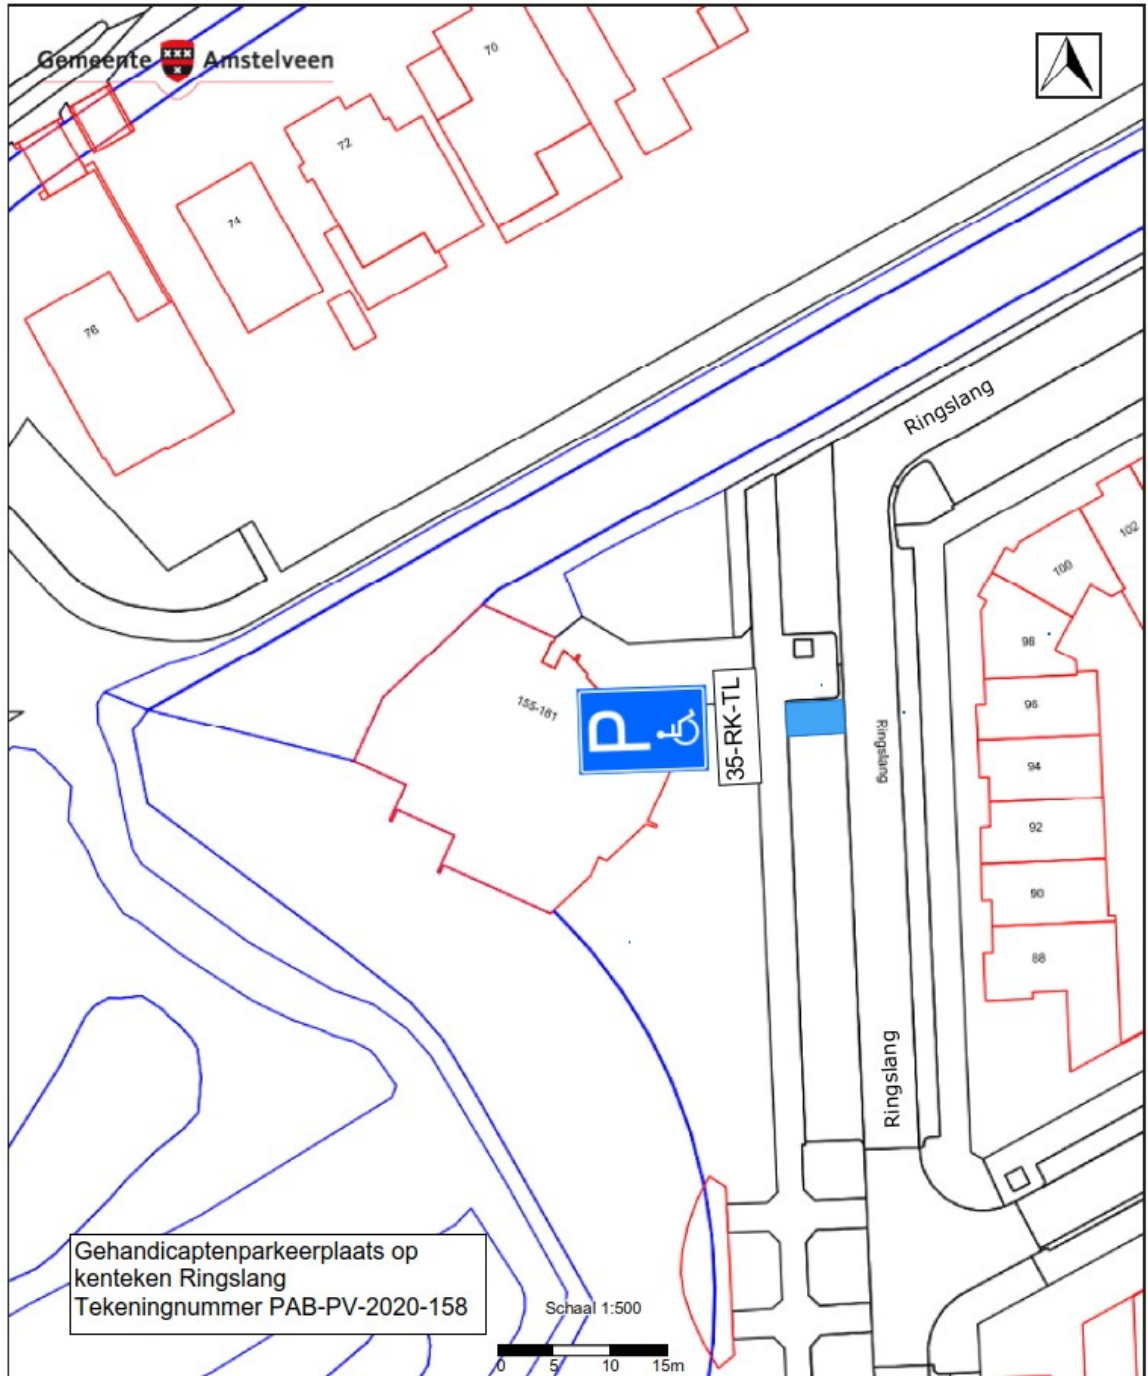 Gemeente Amstelveen
70
72
74
76
Ringslang
102
100
98
155-181
P
35-RK-TL
96
Ringslang
94
92
90
88
Ringslang
Gehandicaptenparkeerplaats op
kenteken Ringslang
Tekeningnummer PAB-PV-2020-158
Schaal 1:500
0 5 10 15m